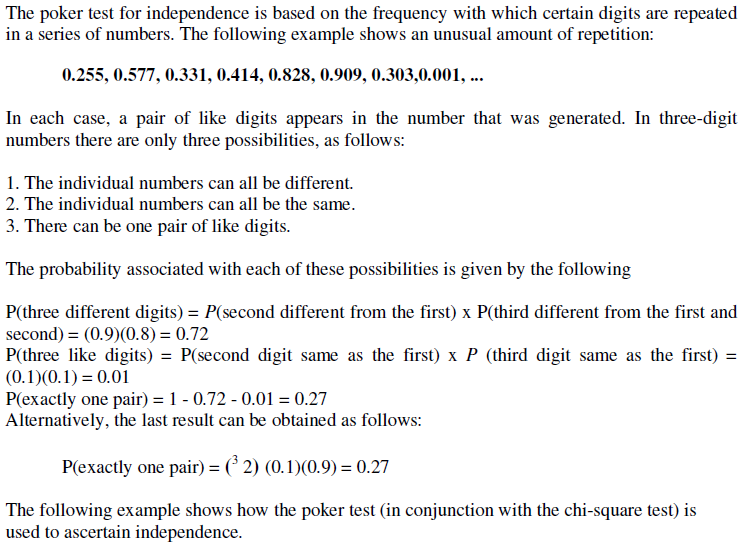 The poker test for independence is based on the frequency with which certain digits are repeated
in a series of numbers. The following example shows an unusual amount of repetition:
0.255, 0.577, 0.331, 0.414, 0.828, 0.909, 0.303,0.001, ...
In each case, a pair of like digits appears in the number that was generated. In three-digit
numbers there are only three possibilities, as follows:
1. The individual numbers can all be different.
2. The individual numbers can all be the same.
3. There can be one pair of like digits.
The probability associated with each of these possibilities is given by the following
P(three different digits) = P(second different from the first) x P(third different from the first and
second) = (0.9)(0.8) = 0.72
P(three like digits) = P(second digit same as the first) x P (third digit same as the first) =
(0.1)(0.1) = 0.01
P(exactly one pair) = 1 - 0.72 - 0.01 = 0.27
Alternatively, the last result can be obtained as follows:
P(exactly one pair) = (³ 2) (0.1)(0.9) = 0.27
The following example shows how the poker test (in conjunction with the chi-square test) is
used to ascertain independence.